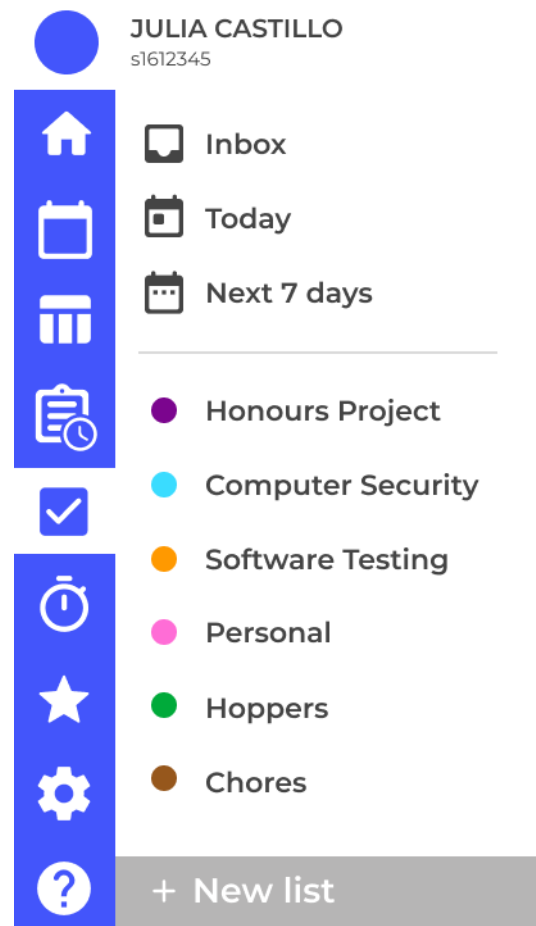 JULIA CASTILLO
s1612345
Inbox
Today
Next 7 days
Honours Project
Computer Security
Software Testing
Personal
Hoppers
Chores
+ New list
?